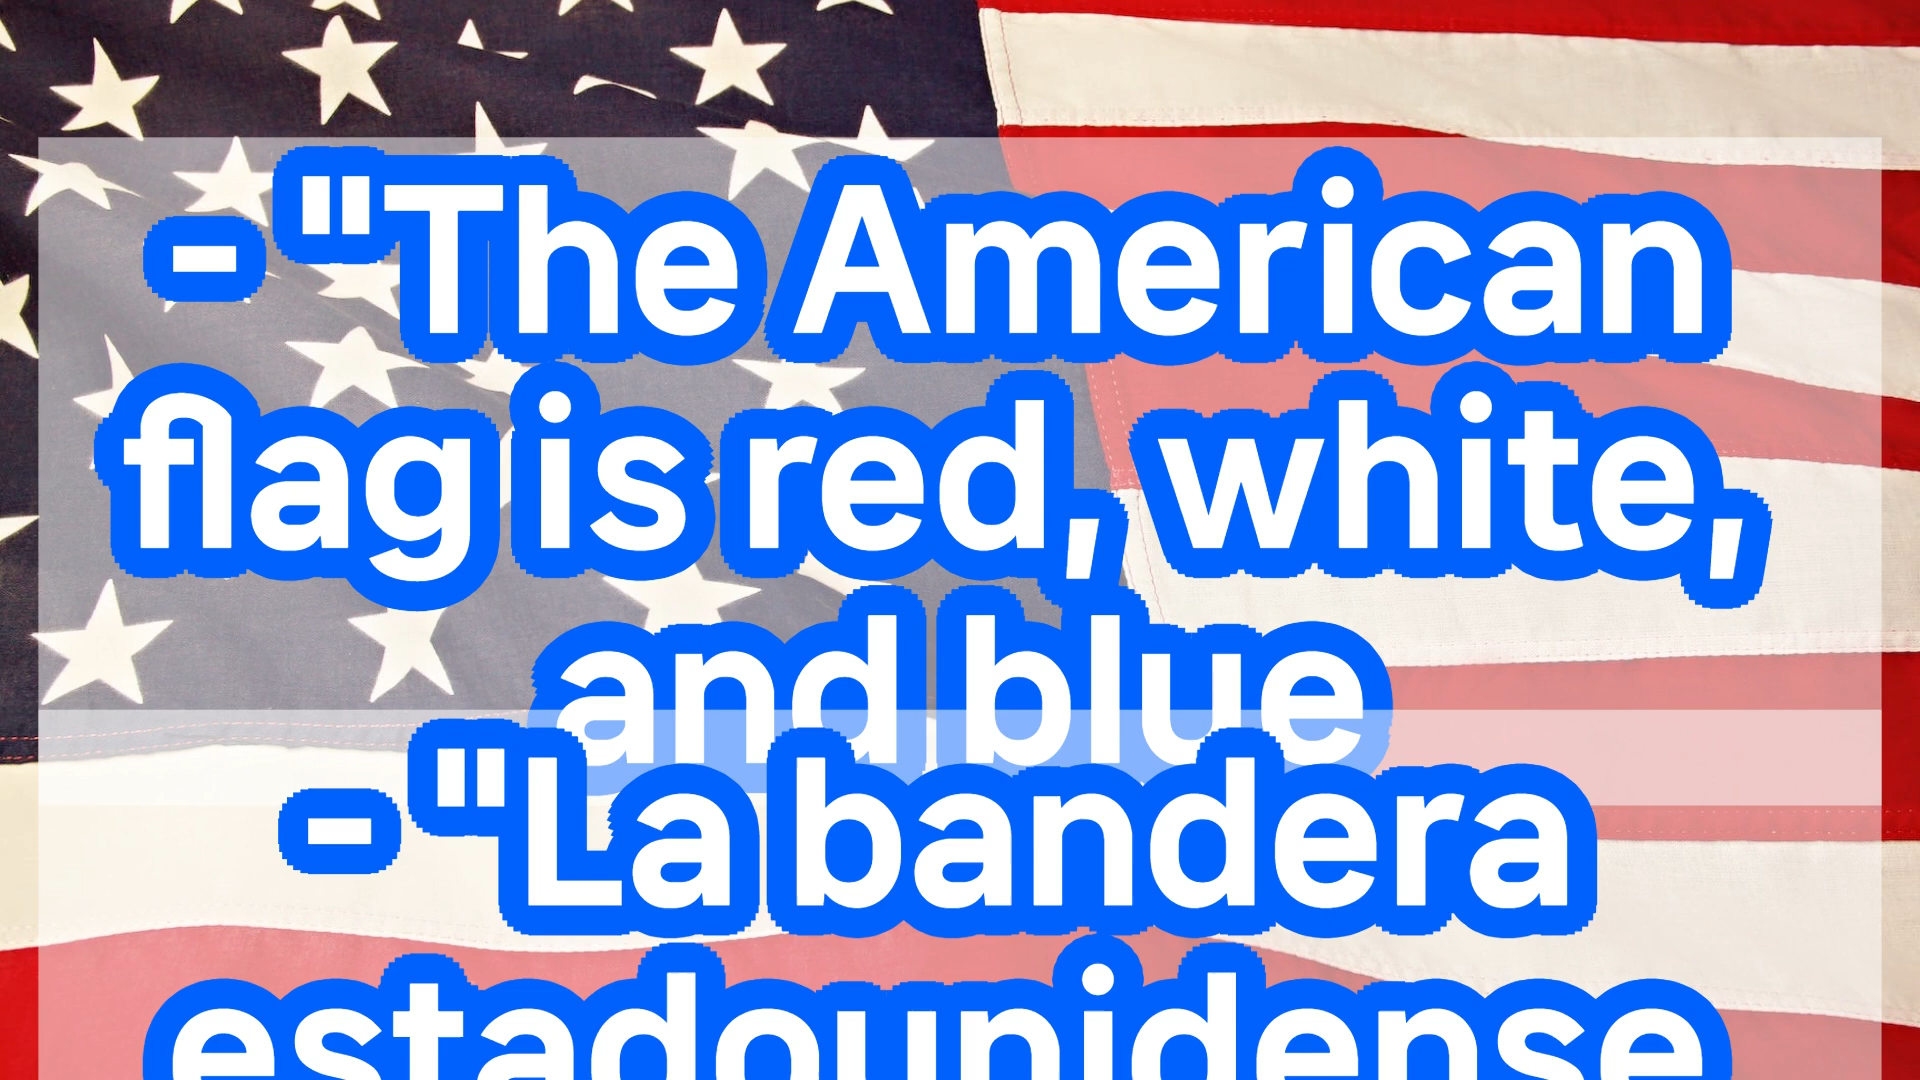 - "The American
flag is red, white,
and blue
- "La bandera
estadounidense